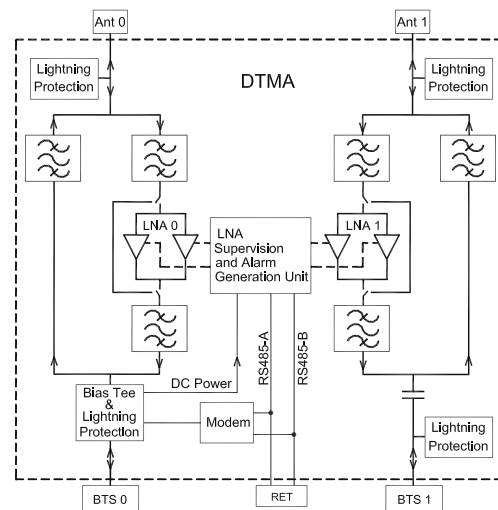 Ant 0
Ant 1
Lightning
Protection
DTMA
Lightning
Protection
LNA 0
LNA
Supervision
and Alarm
Generation Unit
LNA 1
DC Power
RS485-A
RS485-B
Bias Tee
&
Lightning
Protection
Modem
Lightning
Protection
BTS 0
RET
BTS 1